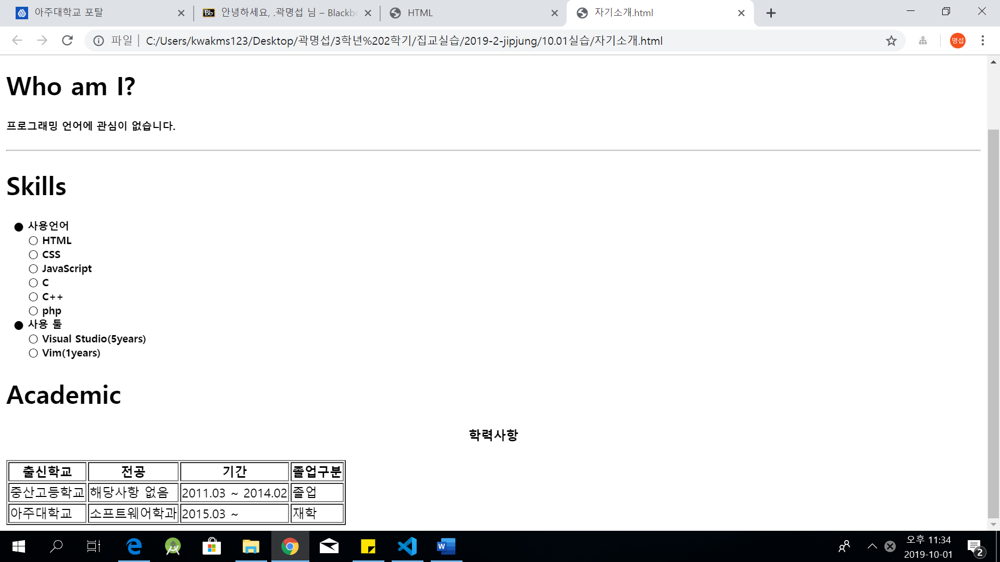 아주대학교 포탈
안녕하세요, .곽명섭 님 – Blackb
HTML
자기소개.html
파일
C:/Users/kwakms123/Desktop/곽명섭/3학년%202학기/집교실습/2019-2-jipjung/10.01실습/자기소개.html
명섭
Who am I?
프로그래밍 언어에 관심이 없습니다.
Skills
사용언어
HTML
CSS
JavaScript
C
C++
php
사용 툴
Visual Studio(5years)
Vim(1years)
Academic
학력사항
출신학교 전공 기간 졸업구분
중산고등학교 해당사항 없음 2011.03 ~ 2014.02 졸업
아주대학교 소프트웨어학과 2015.03 ~ 재학
오후 11:34
2019-10-01
2